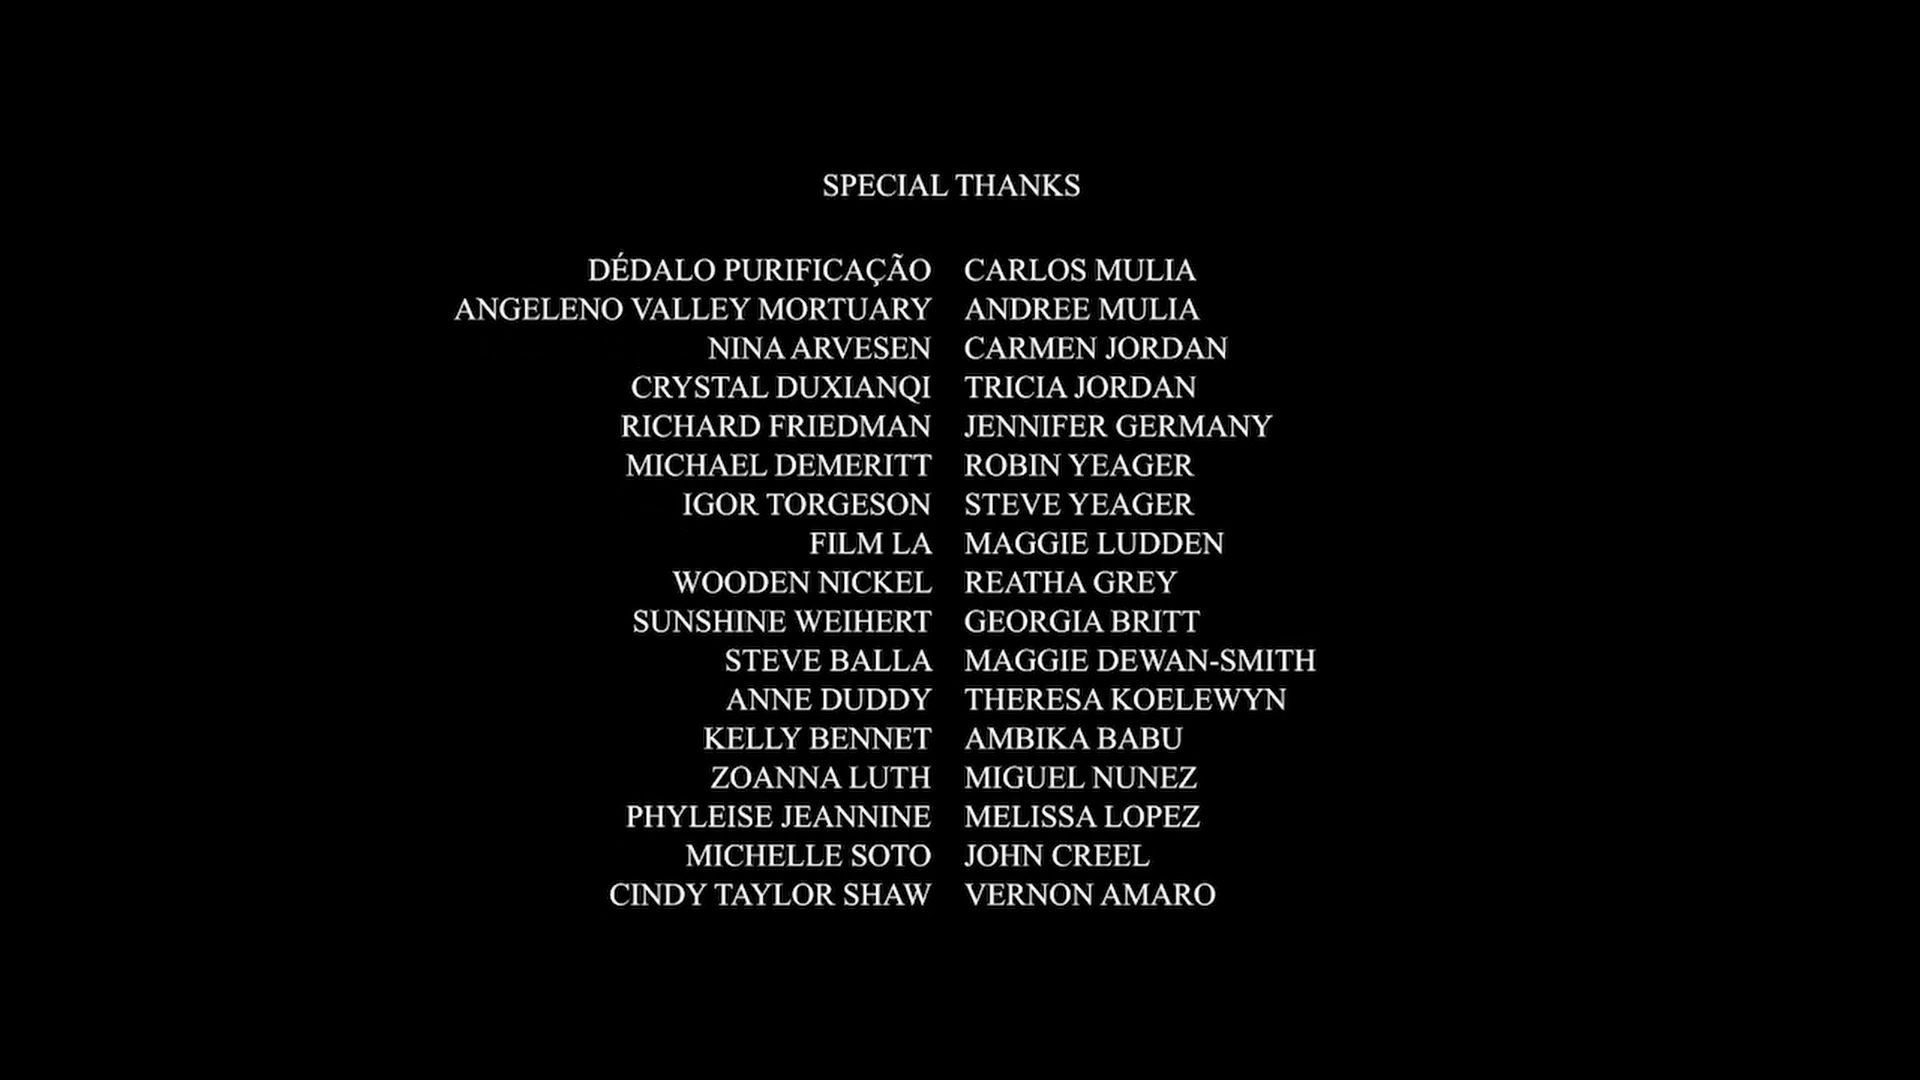 SPECIAL THANKS
DÉDALO PURIFICAÇÃO CARLOS MULIA
ANGELENO VALLEY MORTUARY ANDREE MULIA
NINA ARVESEN CARMEN JORDAN
CRYSTAL DUXIANQI TRICIA JORDAN
RICHARD FRIEDMAN JENNIFER GERMANY
MICHAEL DEMERITT ROBIN YEAGER
IGOR TORGESON STEVE YEAGER
FILM LA MAGGIE LUDDEN
WOODEN NICKEL REATHA GREY
SUNSHINE WEIHERT GEORGIA BRITT
STEVE BALLA MAGGIE DEWAN-SMITH
ANNE DUDDY THERESA KOELEWYN
KELLY BENNET AMBIKA BABU
ZOANNA LUTH MIGUEL NUNEZ
PHYLEISE JEANNINE MELISSA LOPEZ
MICHELLE SOTO JOHN CREEL
CINDY TAYLOR SHAW VERNON AMARO